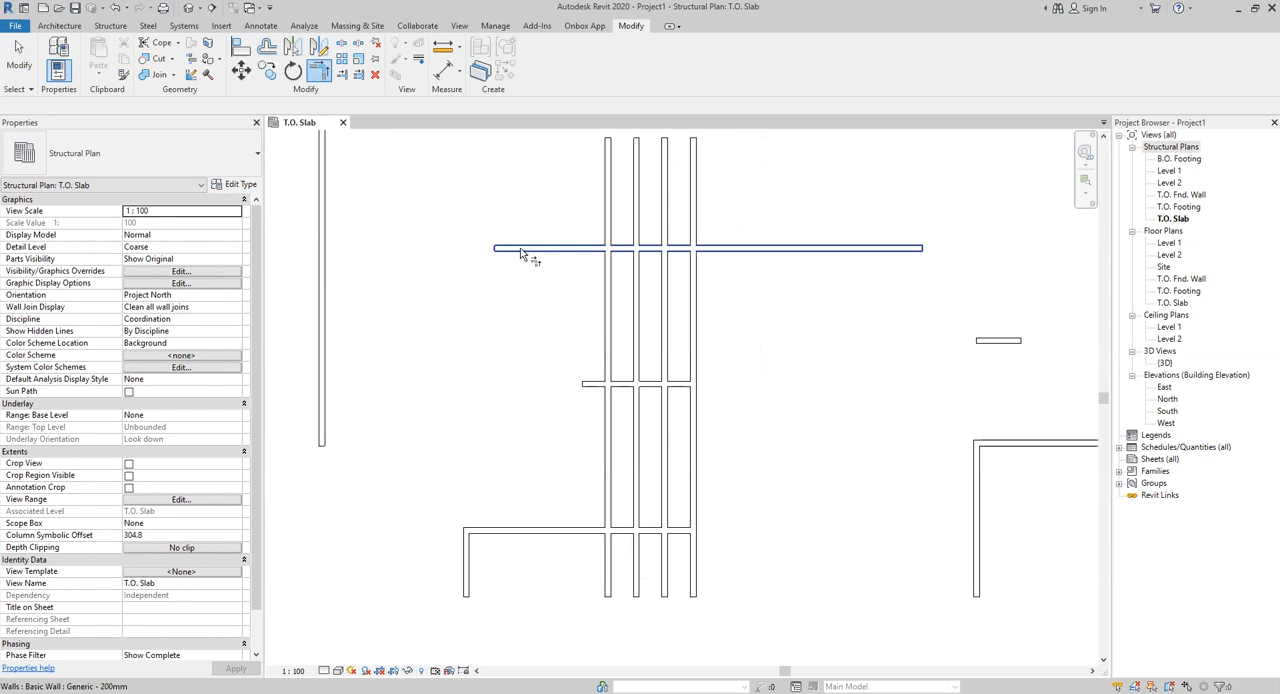 Autodesk Revit 2020 - Structural Plan: T.O. Slab
Sign In
File Architecture Structure Steel Systems Insert Annotate Analyze Massing & Site Collaborate View Manage Add-Ins Onbox App Modify
Modify
Paste
Cope
Cut
Join
Select Properties Clipboard Geometry Modify View Measure Create
Properties
Structural Plan
Structural Plan: T.O. Slab
Edit Type
Graphics
View Scale 1 : 100
Scale Value 1: 100
Display Model Normal
Detail Level Coarse
Parts Visibility Show Original
Visibility/Graphics Overrides Edit...
Graphic Display Options Edit...
Orientation Project North
Wall Join Display Clean all wall joins
Discipline Coordination
Show Hidden Lines By Discipline
Color Scheme Location Background
Color Scheme <none>
System Color Schemes Edit...
Default Analysis Display Style None
Sun Path
Underlay
Range: Base Level None
Range: Top Level Unbounded
Underlay Orientation Look down
Extents
Crop View
Crop Region Visible
Annotation Crop
View Range Edit...
Associated Level T.O. Slab
Scope Box None
Column Symbolic Offset 304.8
Depth Clipping No clip
Identity Data
View Template <None>
View Name T.O. Slab
Dependency Independent
Title on Sheet
Referencing Sheet
Referencing Detail
Phasing
Phase Filter Show Complete
Properties help
Apply
T.O. Slab
1 : 100
Project Browser - Project1
Views (all)
Structural Plans
B.O. Footing
Level 1
Level 2
T.O. Fnd. Wall
T.O. Footing
T.O. Slab
Floor Plans
Level 1
Level 2
Site
T.O. Fnd. Wall
T.O. Footing
T.O. Slab
Ceiling Plans
Level 1
Level 2
3D Views
{3D}
Elevations (Building Elevation)
East
North
South
West
Legends
Schedules/Quantities (all)
Sheets (all)
Families
Groups
Revit Links
Walls : Basic Wall : Generic - 200mm
:0
Main Model
:0